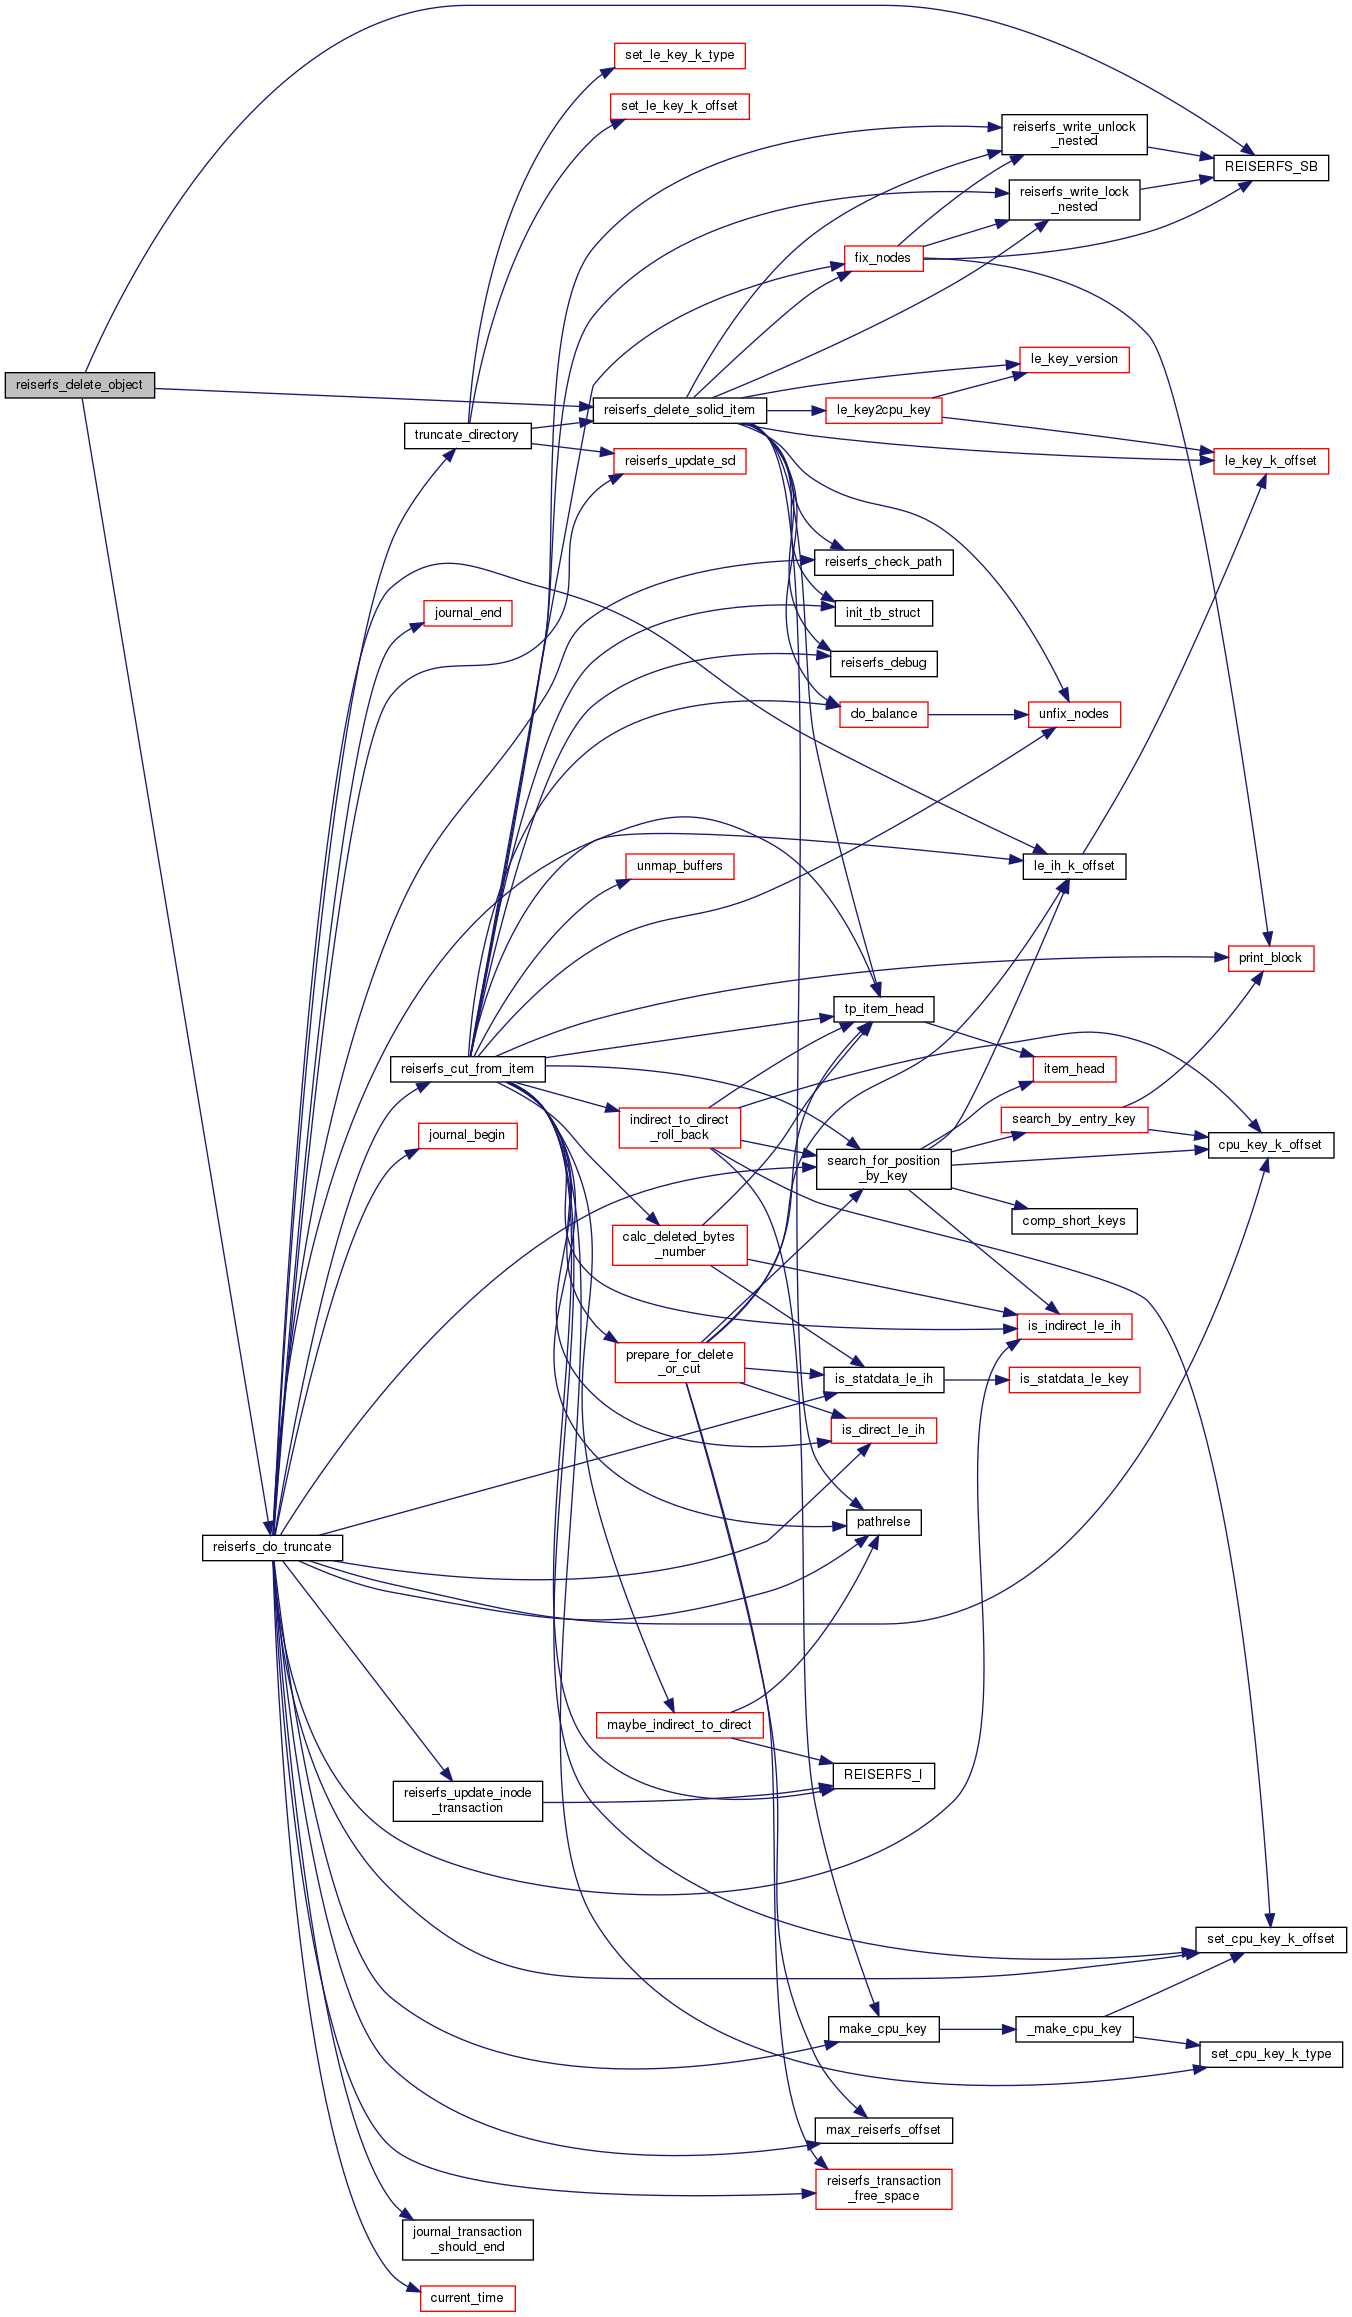 set_le_key_k_type
set_le_key_k_offset
reiserfs_write_unlock
_nested
REISERFS_SB
reiserfs_write_lock
_nested
fix_nodes
le_key_version
reiserfs_delete_object
reiserfs_delete_solid_item
le_key2cpu_key
truncate_directory
reiserfs_update_sd
le_key_k_offset
reiserfs_check_path
journal_end
init_tb_struct
reiserfs_debug
do_balance
unfix_nodes
unmap_buffers
le_ih_k_offset
print_block
tp_item_head
reiserfs_cut_from_item
item_head
indirect_to_direct
_roll_back
search_by_entry_key
journal_begin
cpu_key_k_offset
search_for_position
_by_key
comp_short_keys
calc_deleted_bytes
_number
is_indirect_le_ih
prepare_for_delete
_or_cut
is_statdata_le_ih
is_statdata_le_key
is_direct_le_ih
pathrelse
reiserfs_do_truncate
maybe_indirect_to_direct
REISERFS_I
reiserfs_update_inode
_transaction
set_cpu_key_k_offset
make_cpu_key
_make_cpu_key
set_cpu_key_k_type
max_reiserfs_offset
reiserfs_transaction
_free_space
journal_transaction
_should_end
current_time